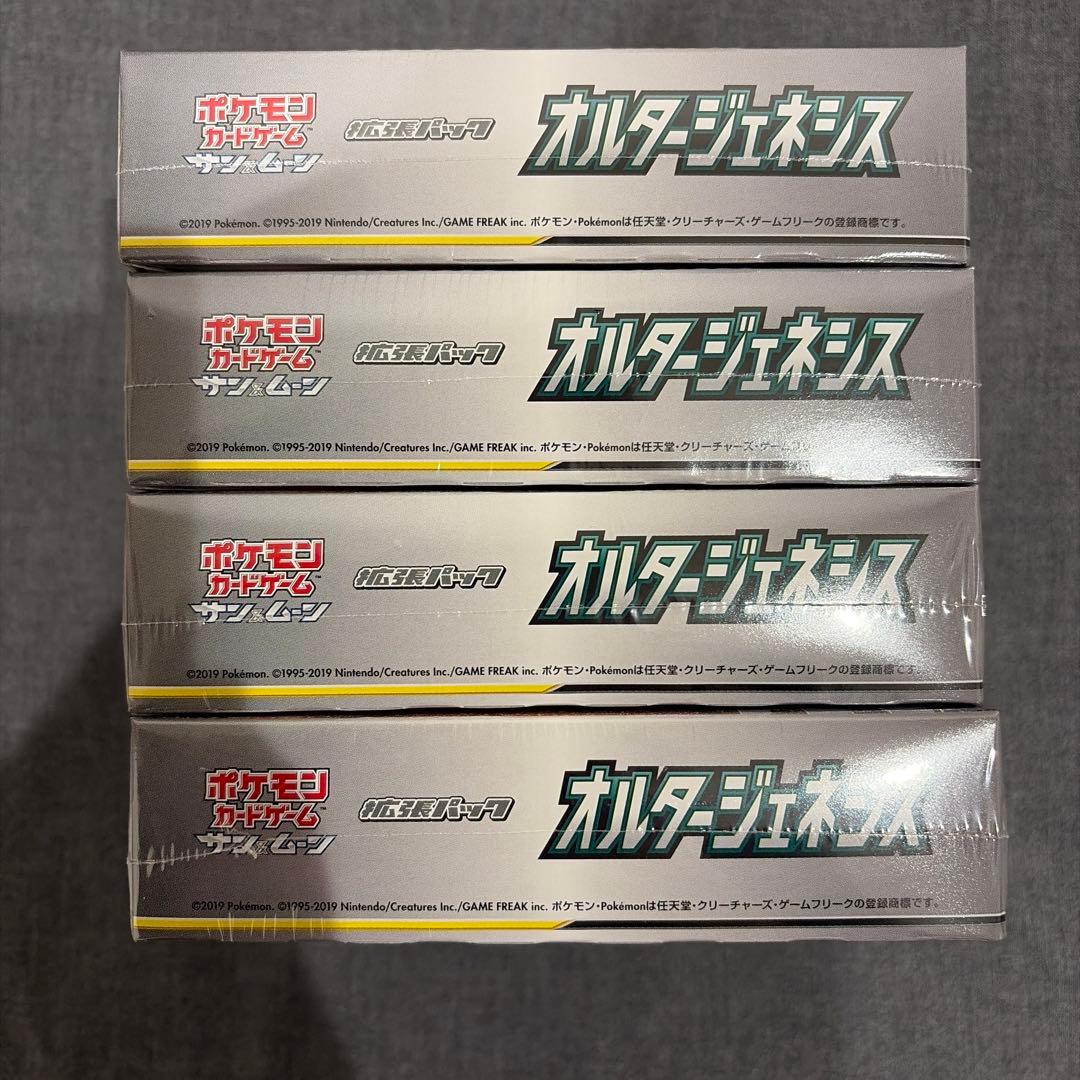 ポケモン
カードゲーム™
サン&ムーン
拡張パック
オルタージェネシス
©2019 Pokémon. ©1995-2019 Nintendo/Creatures Inc./GAME FREAK inc. ポケモン・Pokémonは任天堂・クリーチャーズ・ゲームフリークの登録商標です。
ポケモン
カードゲーム™
サン&ムーン
拡張パック
オルタージェネシス
©2019 Pokémon. ©1995-2019 Nintendo/Creatures Inc./GAME FREAK inc. ポケモン・Pokémonは任天堂・クリーチャーズ・ゲームフ
ポケモン
カードゲーム™
サン&ムーン
拡張パック
オルタージェネシス
©2019 Pokémon. ©1995-2019 Nintendo/Creatures Inc./GAME FREAK inc. ポケモン・Pokémonは任天堂・クリーチャーズ・ゲームフリークの登録商標です。
ポケモン
カードゲーム™
サン&ムーン
拡張パック
オルタージェネシス
©2019 Pokémon. ©1995-2019 Nintendo/Creatures Inc./GAME FREAK inc. ポケモン・Pokémonは任天堂・クリーチャーズ・ゲームフリークの登録商標です。